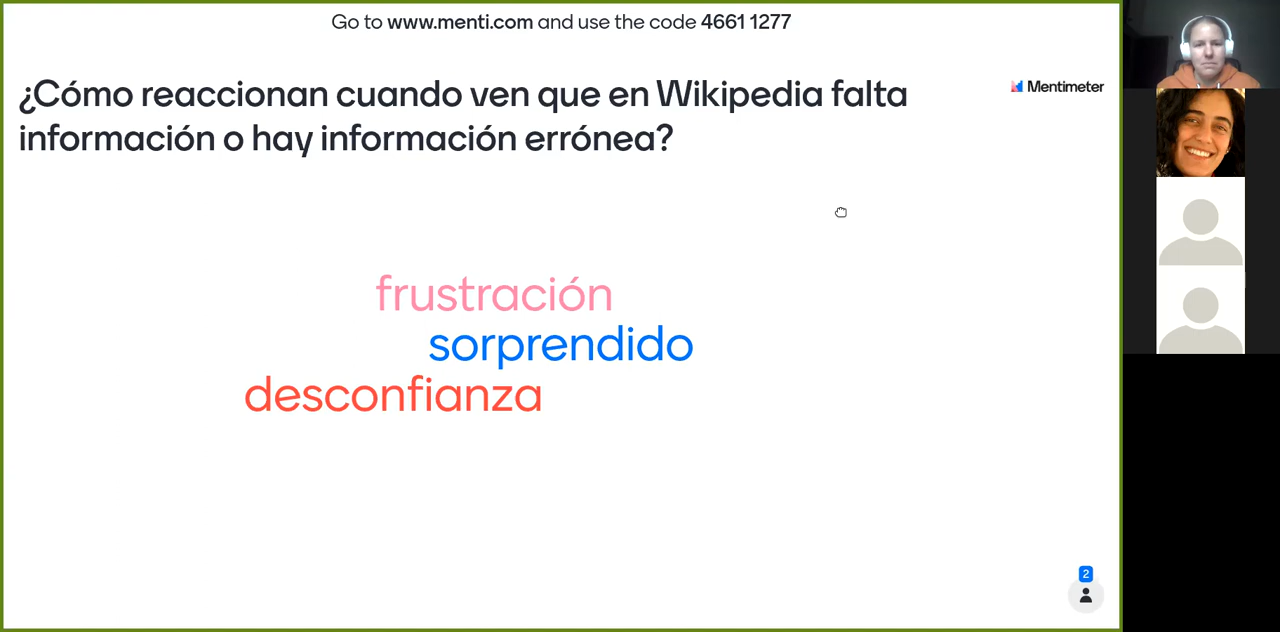 Go to www.menti.com and use the code 4661 1277
¿Cómo reaccionan cuando ven que en Wikipedia falta
información o hay información errónea?
Mentimeter
frustración
sorprendido
desconfianza
2